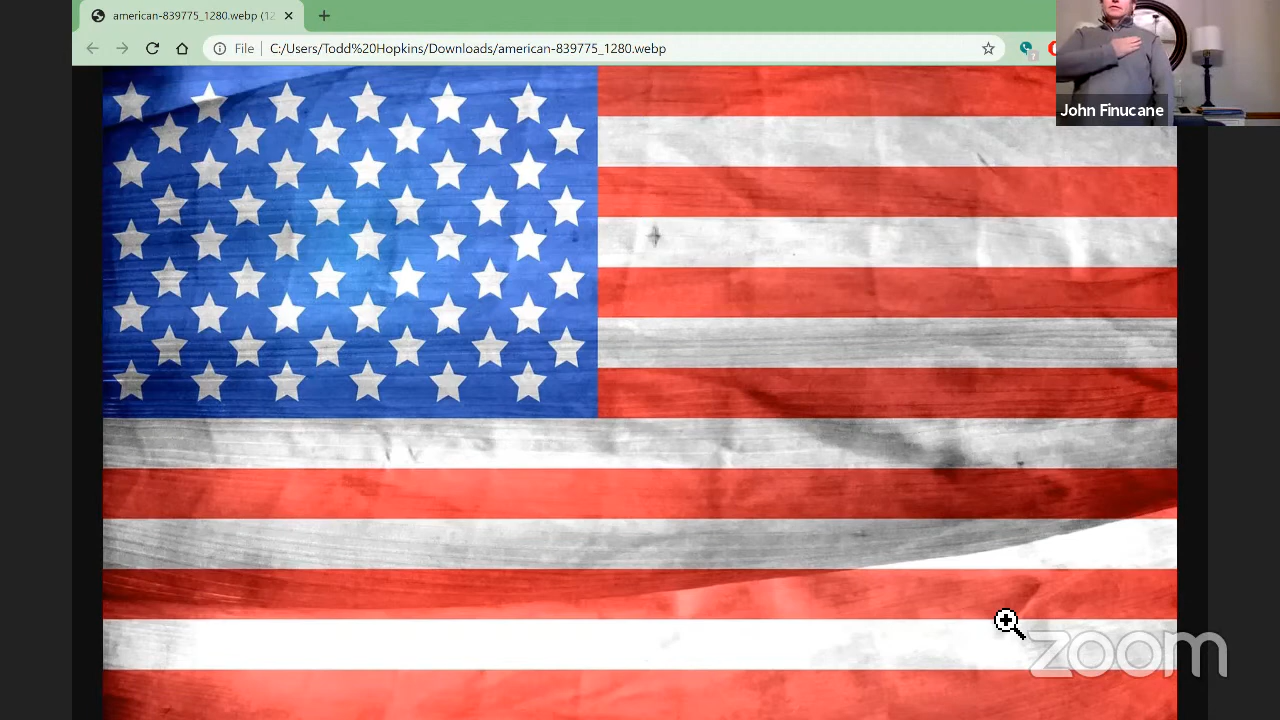 american-839775_1280.webp (12
File
C:/Users/Todd%20Hopkins/Downloads/american-839775_1280.webp
John Finucane
zoom